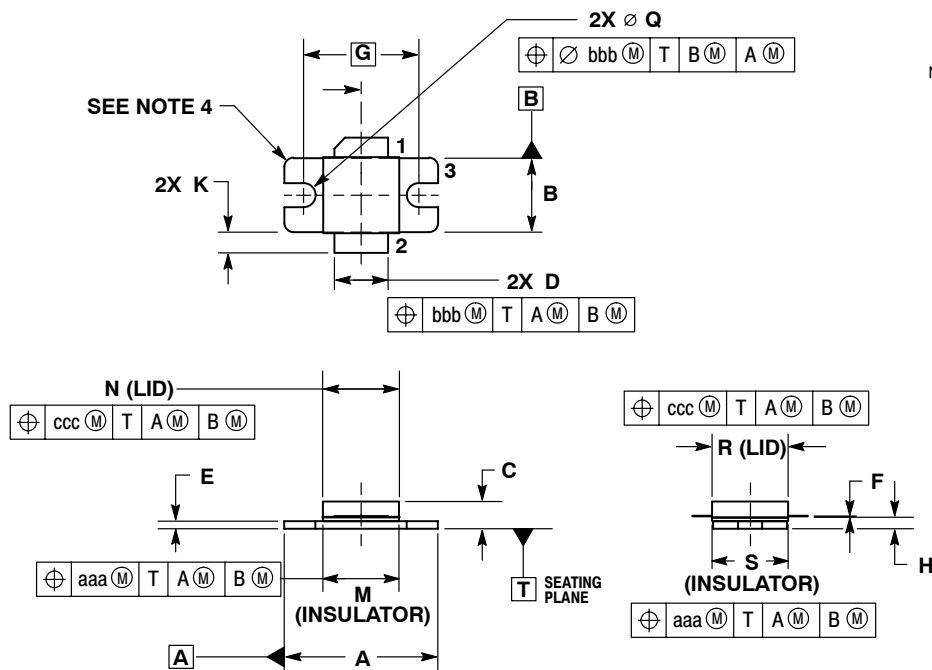 2X ⌀ Q
⌖ ⌀ bbb Ⓜ T B Ⓜ A Ⓜ
G
N
B
SEE NOTE 4
1
3
2X K
B
2
2X D
⌖ bbb Ⓜ T A Ⓜ B Ⓜ
N (LID)
⌖ ccc Ⓜ T A Ⓜ B Ⓜ
⌖ ccc Ⓜ T A Ⓜ B Ⓜ
R (LID)
E
C
F
H
⌖ aaa Ⓜ T A Ⓜ B Ⓜ
M
(INSULATOR)
T SEATING
PLANE
S
(INSULATOR)
⌖ aaa Ⓜ T A Ⓜ B Ⓜ
A
A